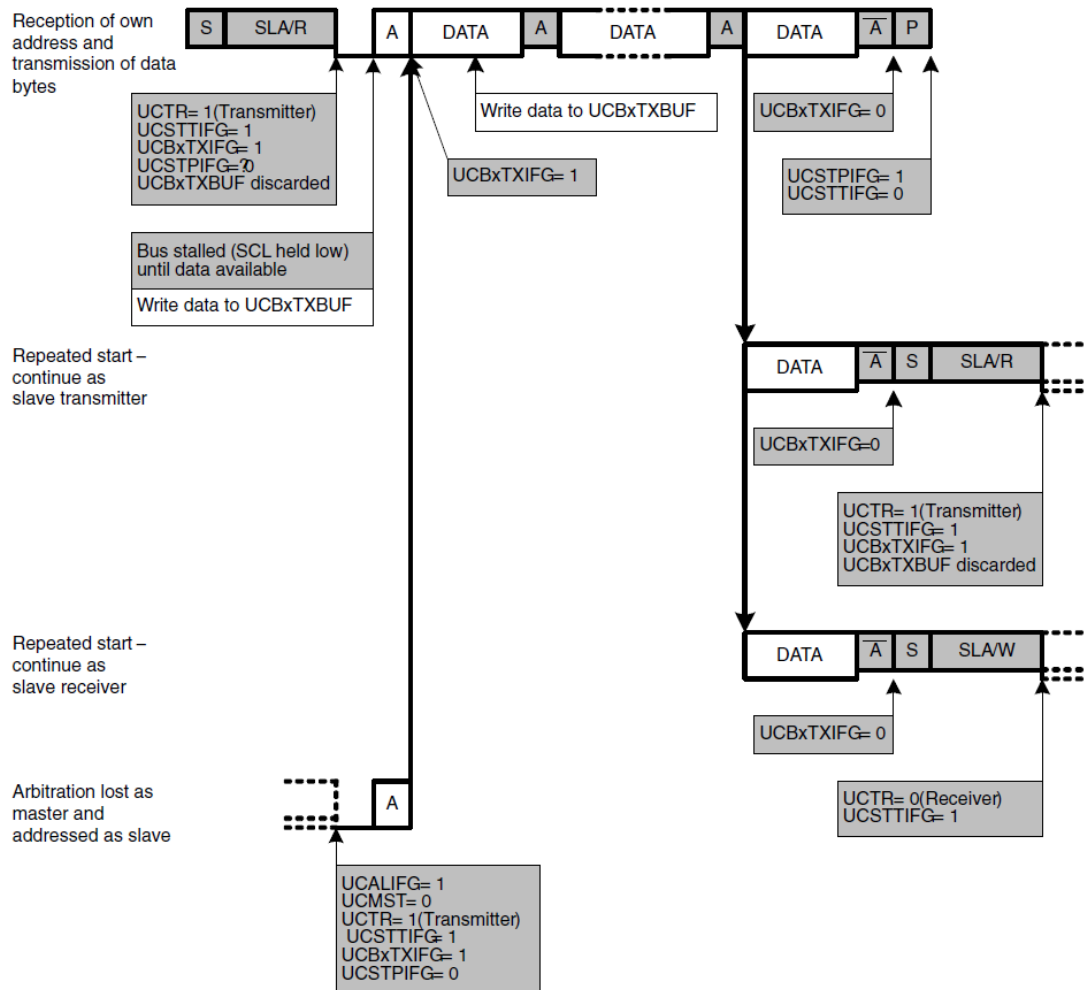 Reception of own
address and
transmission of data
bytes
S SLA/R A DATA A DATA A DATA A P
UCTR= 1(Transmitter)
UCSTTIFG= 1
UCBxTXIFG= 1
UCSTPIFG=?0
UCBxTXBUF discarded
Write data to UCBxTXBUF
UCBxTXIFG= 1
UCBxTXIFG= 0
UCSTPIFG= 1
UCSTTIFG= 0
Bus stalled (SCL held low)
until data available
Write data to UCBxTXBUF
Repeated start –
continue as
slave transmitter
DATA A S SLA/R
UCBxTXIFG=0
UCTR= 1(Transmitter)
UCSTTIFG= 1
UCBxTXIFG= 1
UCBxTXBUF discarded
Repeated start –
continue as
slave receiver
DATA A S SLA/W
UCBxTXIFG= 0
UCTR= 0(Receiver)
UCSTTIFG= 1
Arbitration lost as
master and
addressed as slave
A
UCALIFG= 1
UCMST= 0
UCTR= 1(Transmitter)
UCSTTIFG= 1
UCBxTXIFG= 1
UCSTPIFG= 0